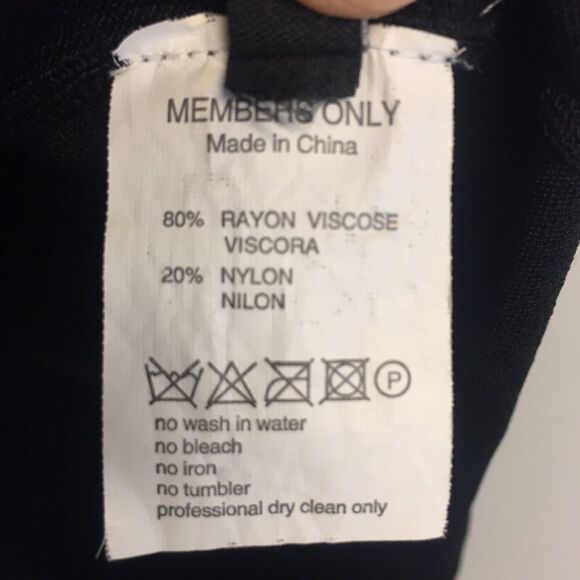 MEMBERS ONLY
Made in China
80% RAYON VISCOSE
VISCORA
20% NYLON
NILON
P
no wash in water
no bleach
no iron
no tumbler
professional dry clean only